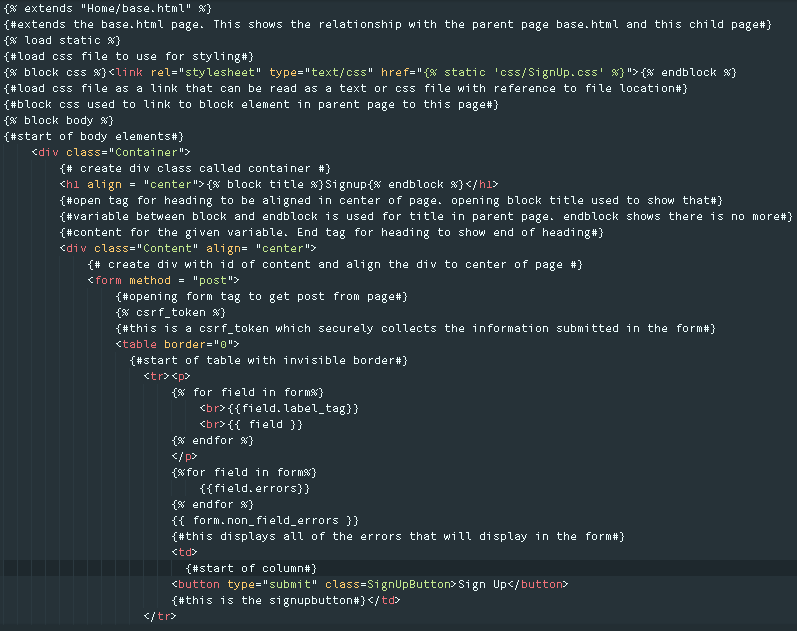 {% extends "Home/base.html" %}
{#extends the base.html page. This shows the relationship with the parent page base.html and this child page#}
{% load static %}
{#load css file to use for styling#}
{% block css %}<link rel="stylesheet" type="text/css" href="{% static 'css/SignUp.css' %}">{% endblock %}
{#load css file as a link that can be read as a text or css file with reference to file location#}
{#block css used to link to block element in parent page to this page#}
{% block body %}
{#start of body elements#}
<div class="Container">
{# create div class called container #}
<h1 align = "center">{% block title %}Signup{% endblock %}</h1>
{#open tag for heading to be aligned in center of page. opening block title used to show that#}
{#variable between block and endblock is used for title in parent page. endblock shows there is no more#}
{#content for the given variable. End tag for heading to show end of heading#}
<div class="Content" align= "center">
{# create div with id of content and align the div to center of page #}
<form method = "post">
{#opening form tag to get post from page#}
{% csrf_token %}
{#this is a csrf_token which securely collects the information submitted in the form#}
<table border="0">
{#start of table with invisible border#}
<tr><p>
{% for field in form%}
<br>{{field.label_tag}}
<br>{{ field }}
{% endfor %}
</p>
{%for field in form%}
{{field.errors}}
{% endfor %}
{{ form.non_field_errors }}
{#this displays all of the errors that will display in the form#}
<td>
{#start of column#}
<button type="submit" class=SignUpButton>Sign Up</button>
{#this is the signupbutton#}</td>
</tr>